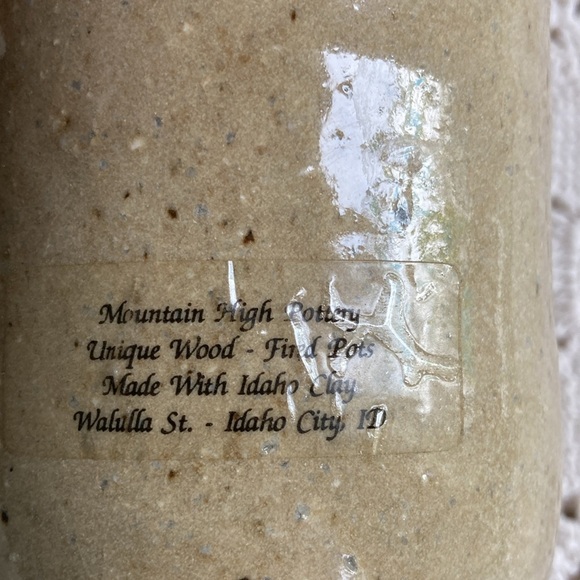 Mountain High Pottery
Unique Wood - Fired Pots
Made With Idaho Clay
Walulla St. - Idaho City, ID